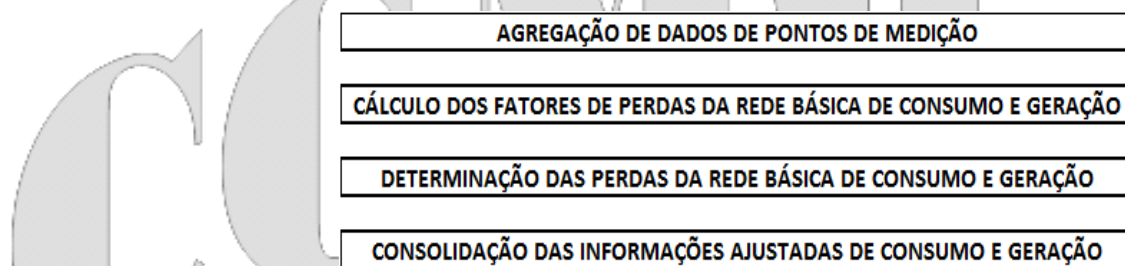 AGREGAÇÃO DE DADOS DE PONTOS DE MEDIÇÃO
CÁLCULO DOS FATORES DE PERDAS DA REDE BÁSICA DE CONSUMO E GERAÇÃO
DETERMINAÇÃO DAS PERDAS DA REDE BÁSICA DE CONSUMO E GERAÇÃO
CONSOLIDAÇÃO DAS INFORMAÇÕES AJUSTADAS DE CONSUMO E GERAÇÃO